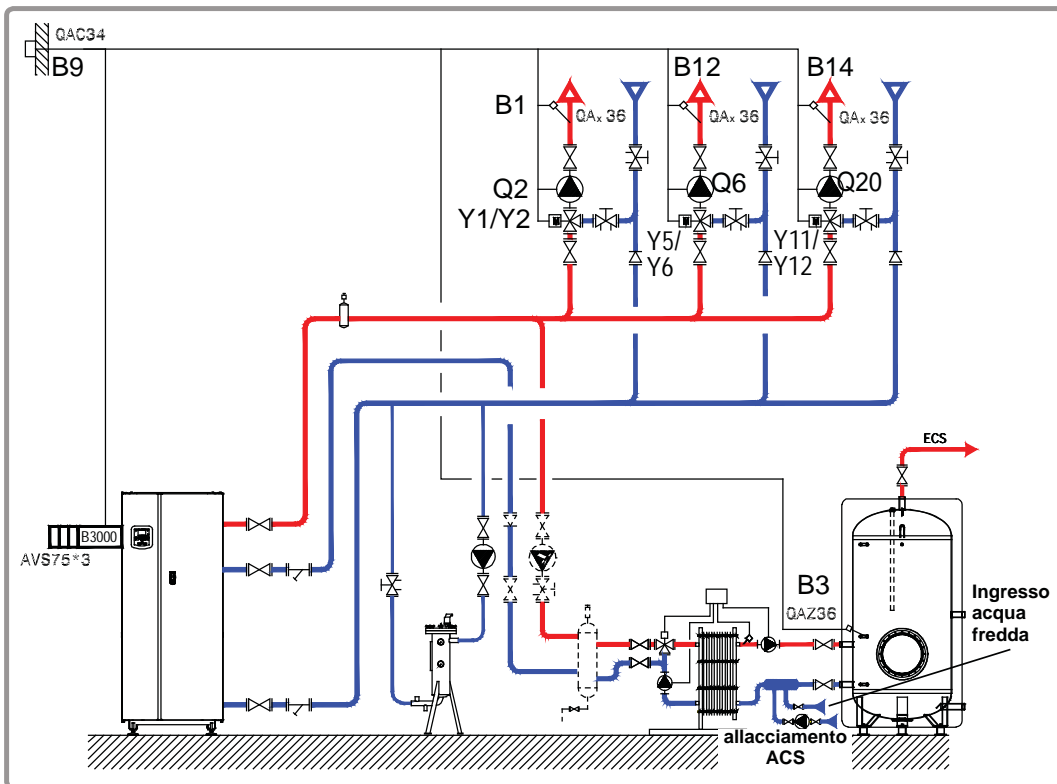 QAC34
B9
B12
B14
B1
QAx 36
QAx 36
QAx 36
Q2
Q6
Q20
Y1/Y2
Y5/
Y6
Y11/
Y12
ECS
B3000
AVS75*3
B3
QAZ36
Ingresso
acqua
fredda
allacciamento
ACS